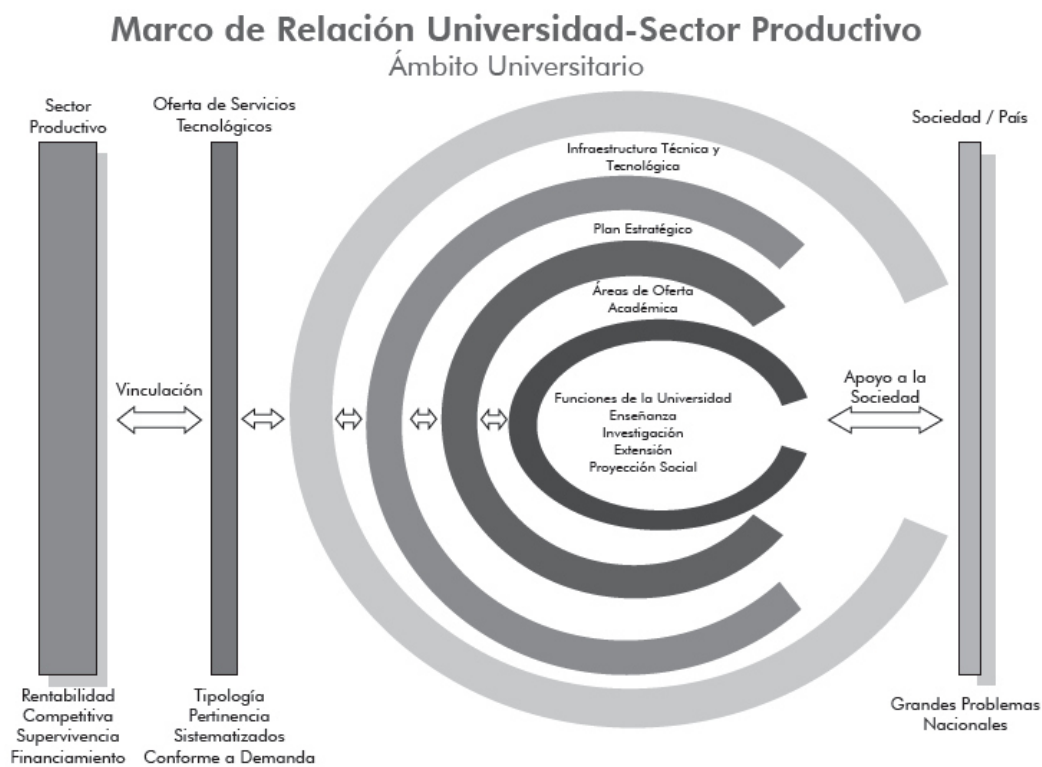 Marco de Relación Universidad-Sector Productivo
Ámbito Universitario
Sector
Productivo
Oferta de Servicios
Tecnológicos
Sociedad / País
Infraestructura Técnica y
Tecnológica
Plan Estratégico
Áreas de Oferta
Académica
Vinculación
Funciones de la Universidad
Enseñanza
Investigación
Extensión
Proyección Social
Apoyo a la
Sociedad
Rentabilidad
Competitiva
Supervivencia
Financiamiento
Tipología
Pertinencia
Sistematizados
Conforme a Demanda
Grandes Problemas
Nacionales